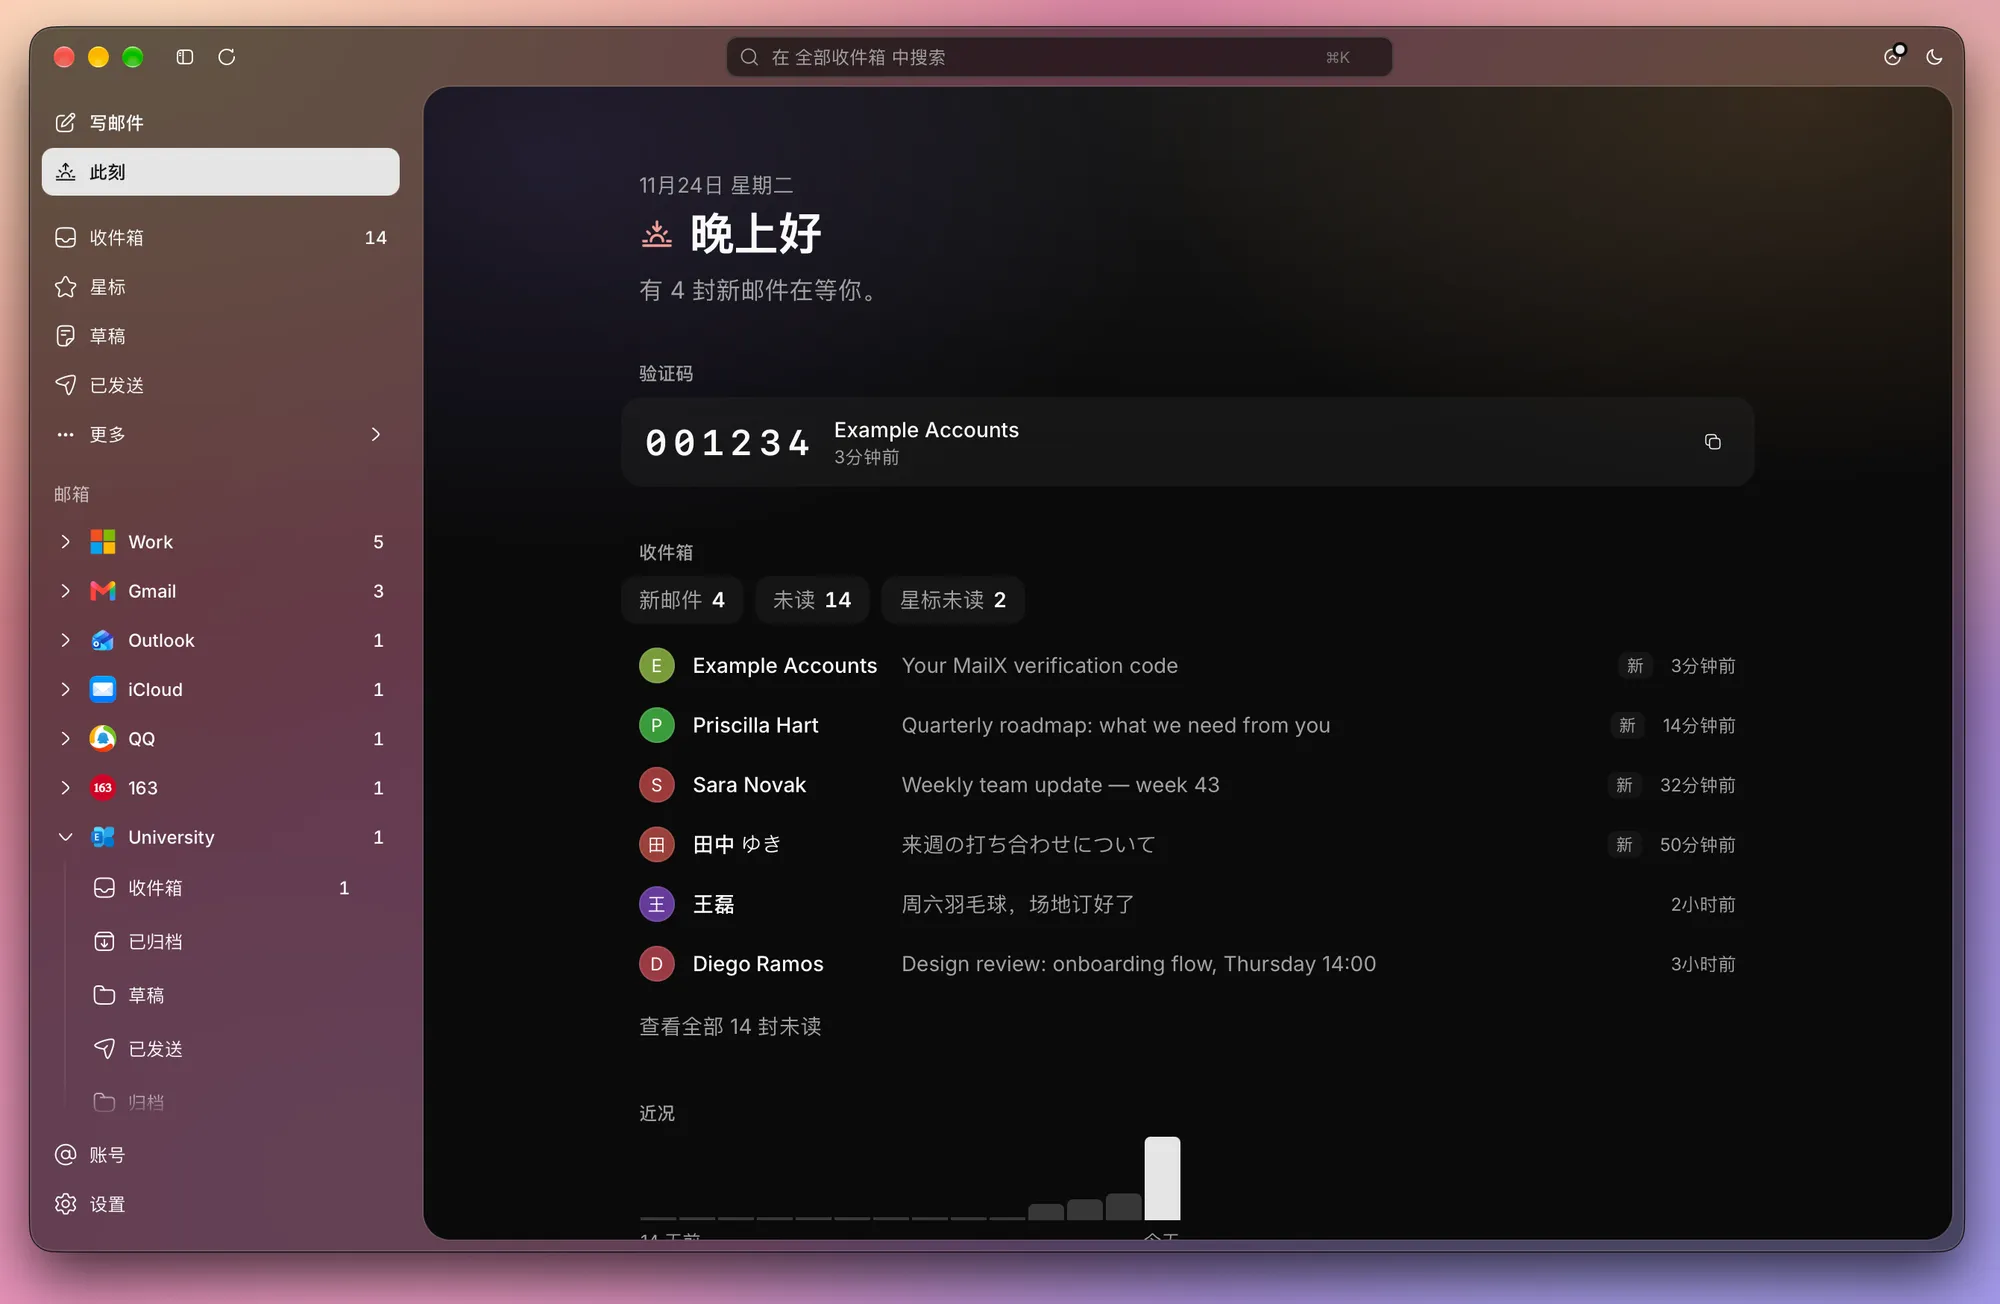 在 全部收件箱 中搜索 ⌘K
写邮件
此刻
收件箱 14
星标
草稿
已发送
更多
邮箱
Work 5
Gmail 3
Outlook 1
iCloud 1
QQ 1
163 163 1
University 1
收件箱 1
已归档
草稿
已发送
归档
账号
设置
11月24日 星期二
晚上好
有 4 封新邮件在等你。
验证码
001234
Example Accounts
3分钟前
收件箱
新邮件 4 未读 14 星标未读 2
E Example Accounts Your MailX verification code 新 3分钟前
P Priscilla Hart Quarterly roadmap: what we need from you 新 14分钟前
S Sara Novak Weekly team update — week 43 新 32分钟前
田 田中 ゆき 来週の打ち合わせについて 新 50分钟前
王 王磊 周六羽毛球，场地订好了 2小时前
D Diego Ramos Design review: onboarding flow, Thursday 14:00 3小时前
查看全部 14 封未读
近况
14 天前 今天